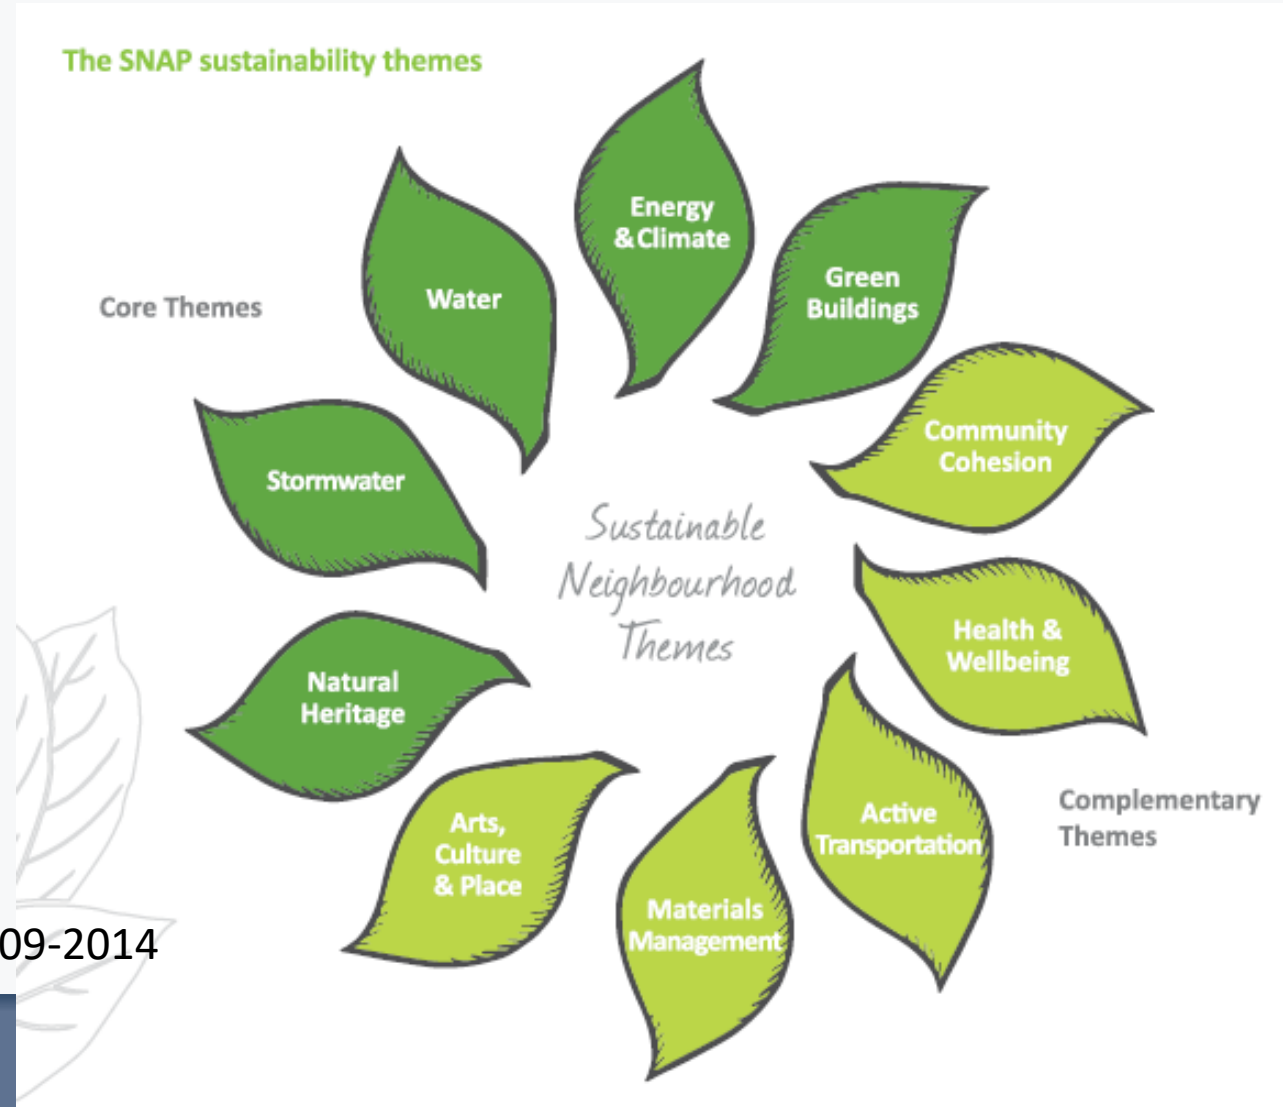 The SNAP sustainability themes
Energy
& Climate
Water
Green
Buildings
Core Themes
Community
Cohesion
Stormwater
Sustainable
Neighbourhood
Themes
Health &
Wellbeing
Natural
Heritage
Active
Transportation
Complementary
Themes
Arts,
Culture
& Place
Materials
Management
09-2014